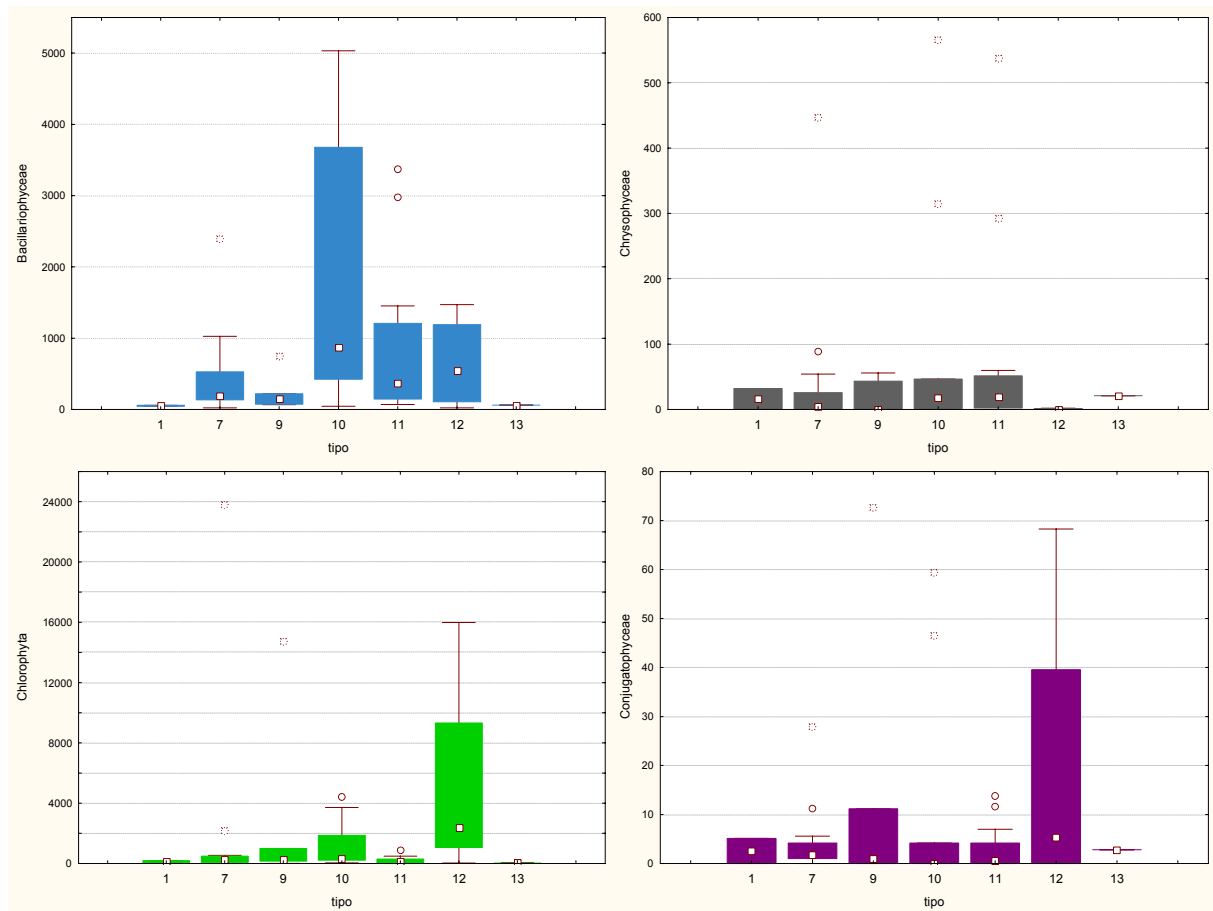 5000
4000
3000
2000
1000
0
Bacillariophyceae
1 7 9 10 11 12 13
tipo
600
500
400
300
200
100
0
Chrysophyceae
1 7 9 10 11 12 13
tipo
24000
20000
16000
12000
8000
4000
0
Chlorophyta
1 7 9 10 11 12 13
tipo
80
70
60
50
40
30
20
10
0
Conjugatophyceae
1 7 9 10 11 12 13
tipo